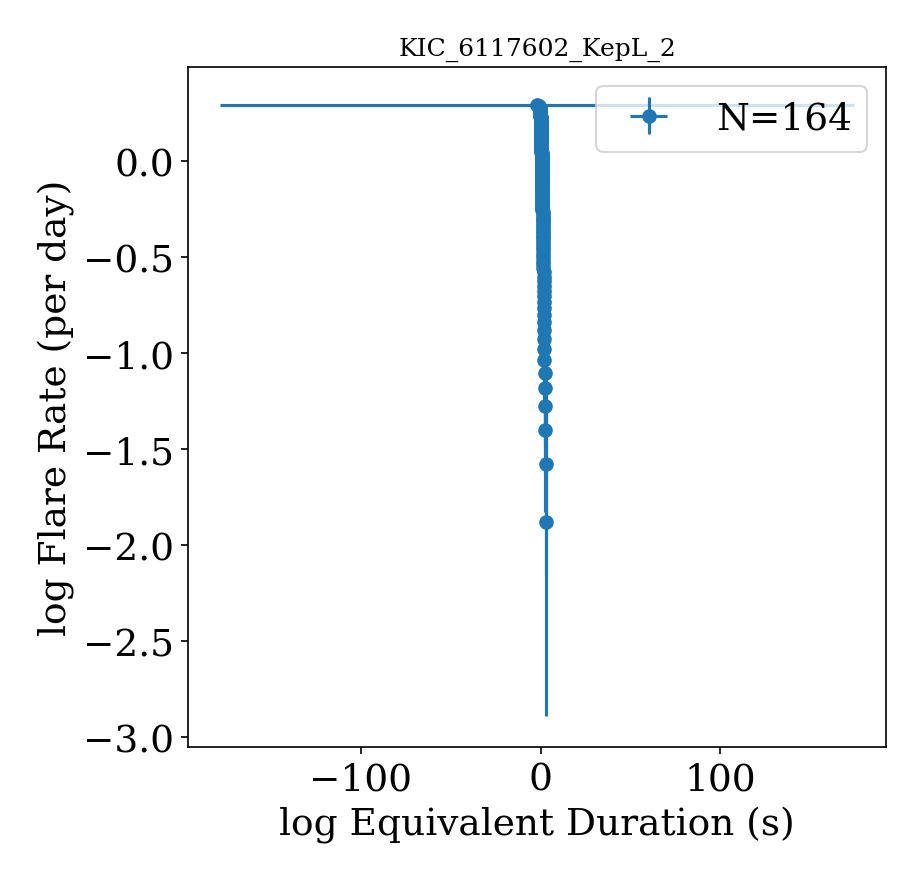 KIC_6117602_KepL_2
N=164
log Flare Rate (per day)
0.0
−0.5
−1.0
−1.5
−2.0
−2.5
−3.0
−100
0
100
log Equivalent Duration (s)